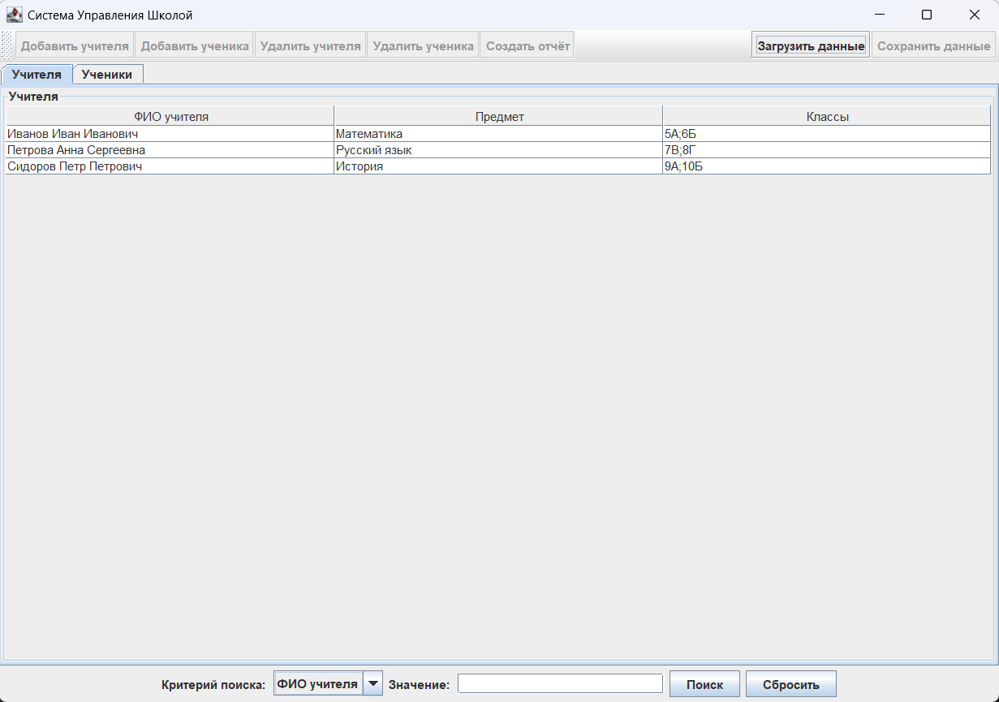 Система Управления Школой
Добавить учителя Добавить ученика Удалить учителя Удалить ученика Создать отчёт Загрузить данные Сохранить данные
Учителя Ученики
Учителя
ФИО учителя Предмет Классы
Иванов Иван Иванович Математика 5А;6Б
Петрова Анна Сергеевна Русский язык 7В;8Г
Сидоров Петр Петрович История 9А;10Б
Критерий поиска: ФИО учителя Значение: Поиск Сбросить